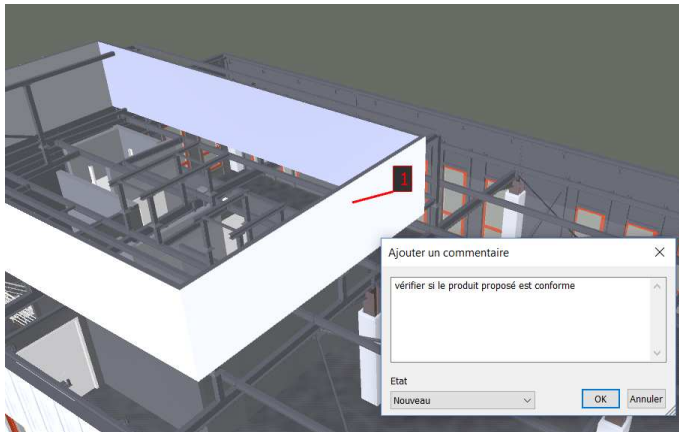 1
Ajouter un commentaire
vérifier si le produit proposé est conforme
Etat
Nouveau
OK Annuler